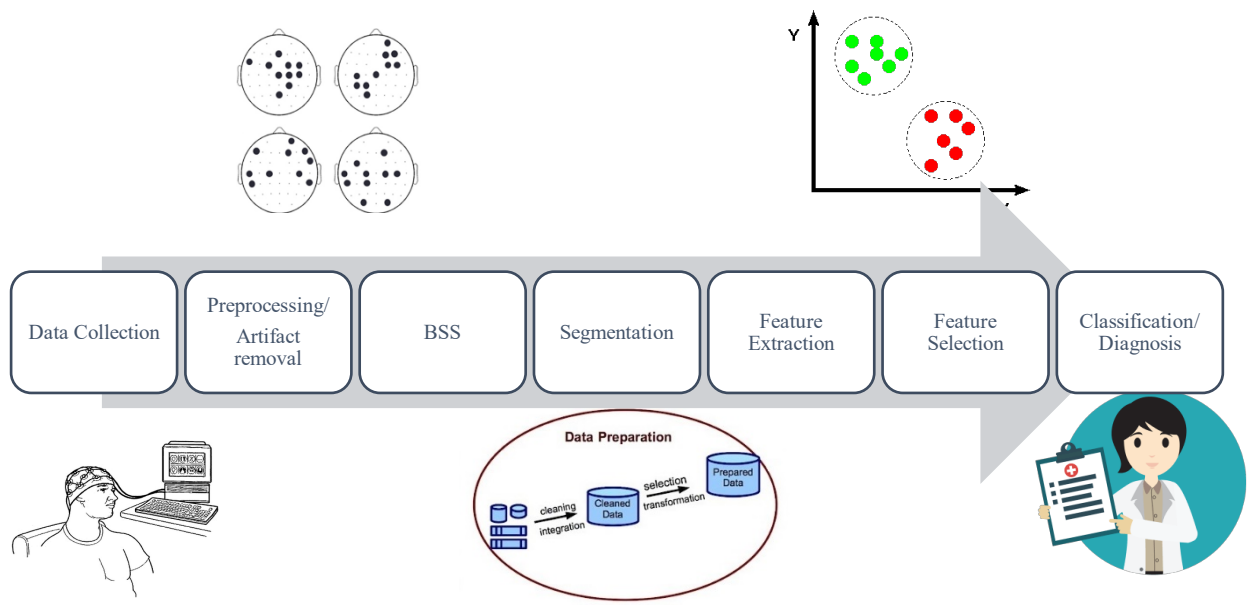 Y
Data Collection
Preprocessing/
Artifact
removal
BSS
Segmentation
Feature
Extraction
Feature
Selection
Classification/
Diagnosis
Data Preparation
cleaning
integration
Cleaned
Data
selection
transformation
Prepared
Data